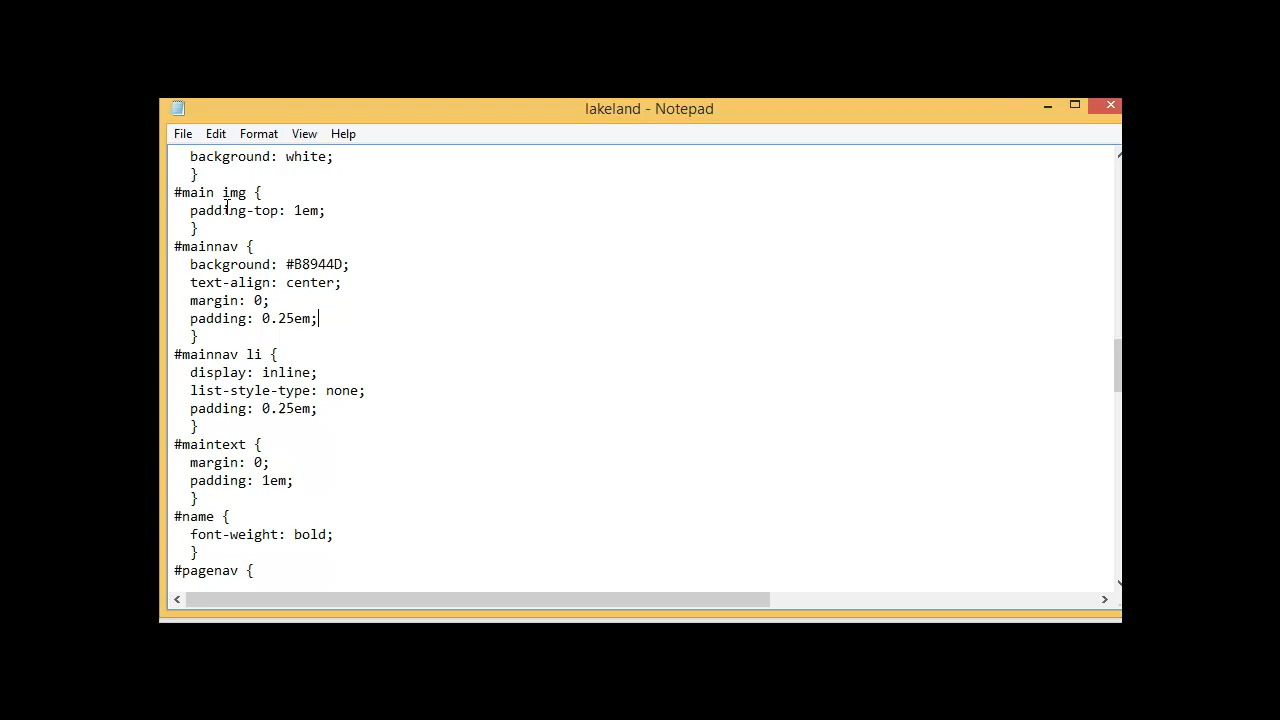 lakeland - Notepad
File Edit Format View Help
background: white;
}
#main img {
padding-top: 1em;
}
#mainnav {
background: #B8944D;
text-align: center;
margin: 0;
padding: 0.25em;
}
#mainnav li {
display: inline;
list-style-type: none;
padding: 0.25em;
}
#maintext {
margin: 0;
padding: 1em;
}
#name {
font-weight: bold;
}
#pagenav {